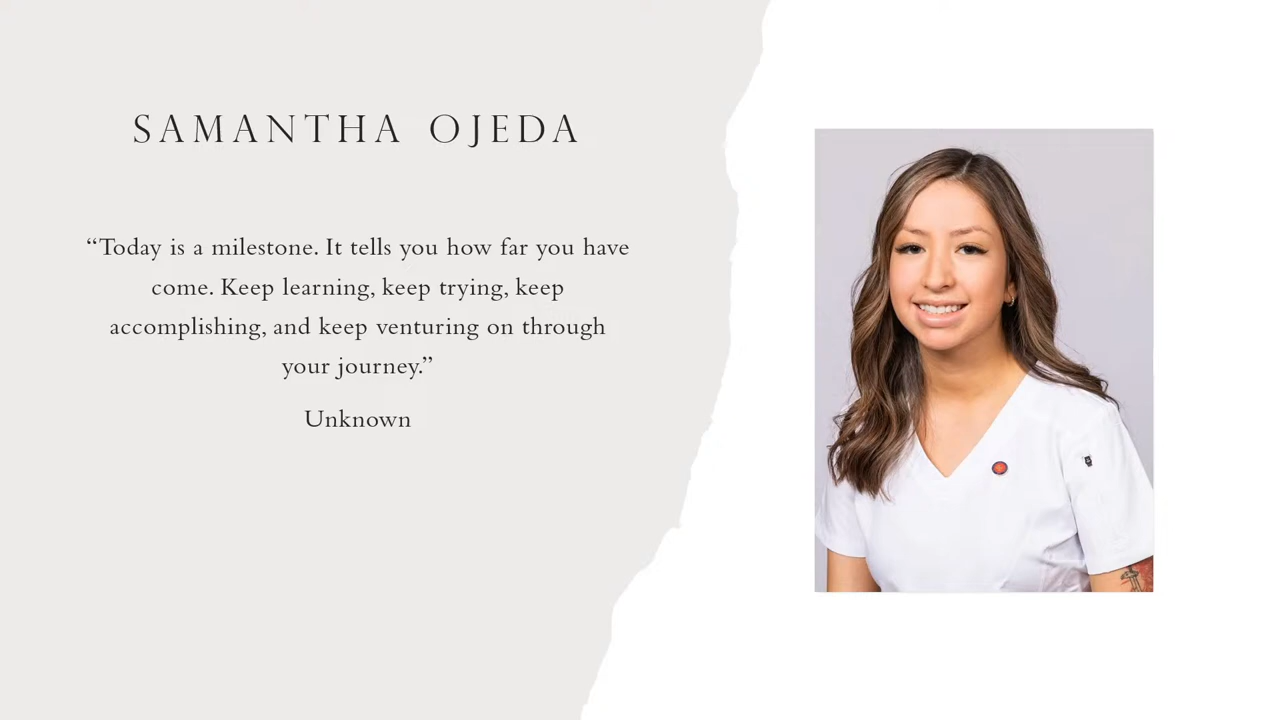 SAMANTHA OJEDA
“Today is a milestone. It tells you how far you have
come. Keep learning, keep trying, keep
accomplishing, and keep venturing on through
your journey.”
Unknown